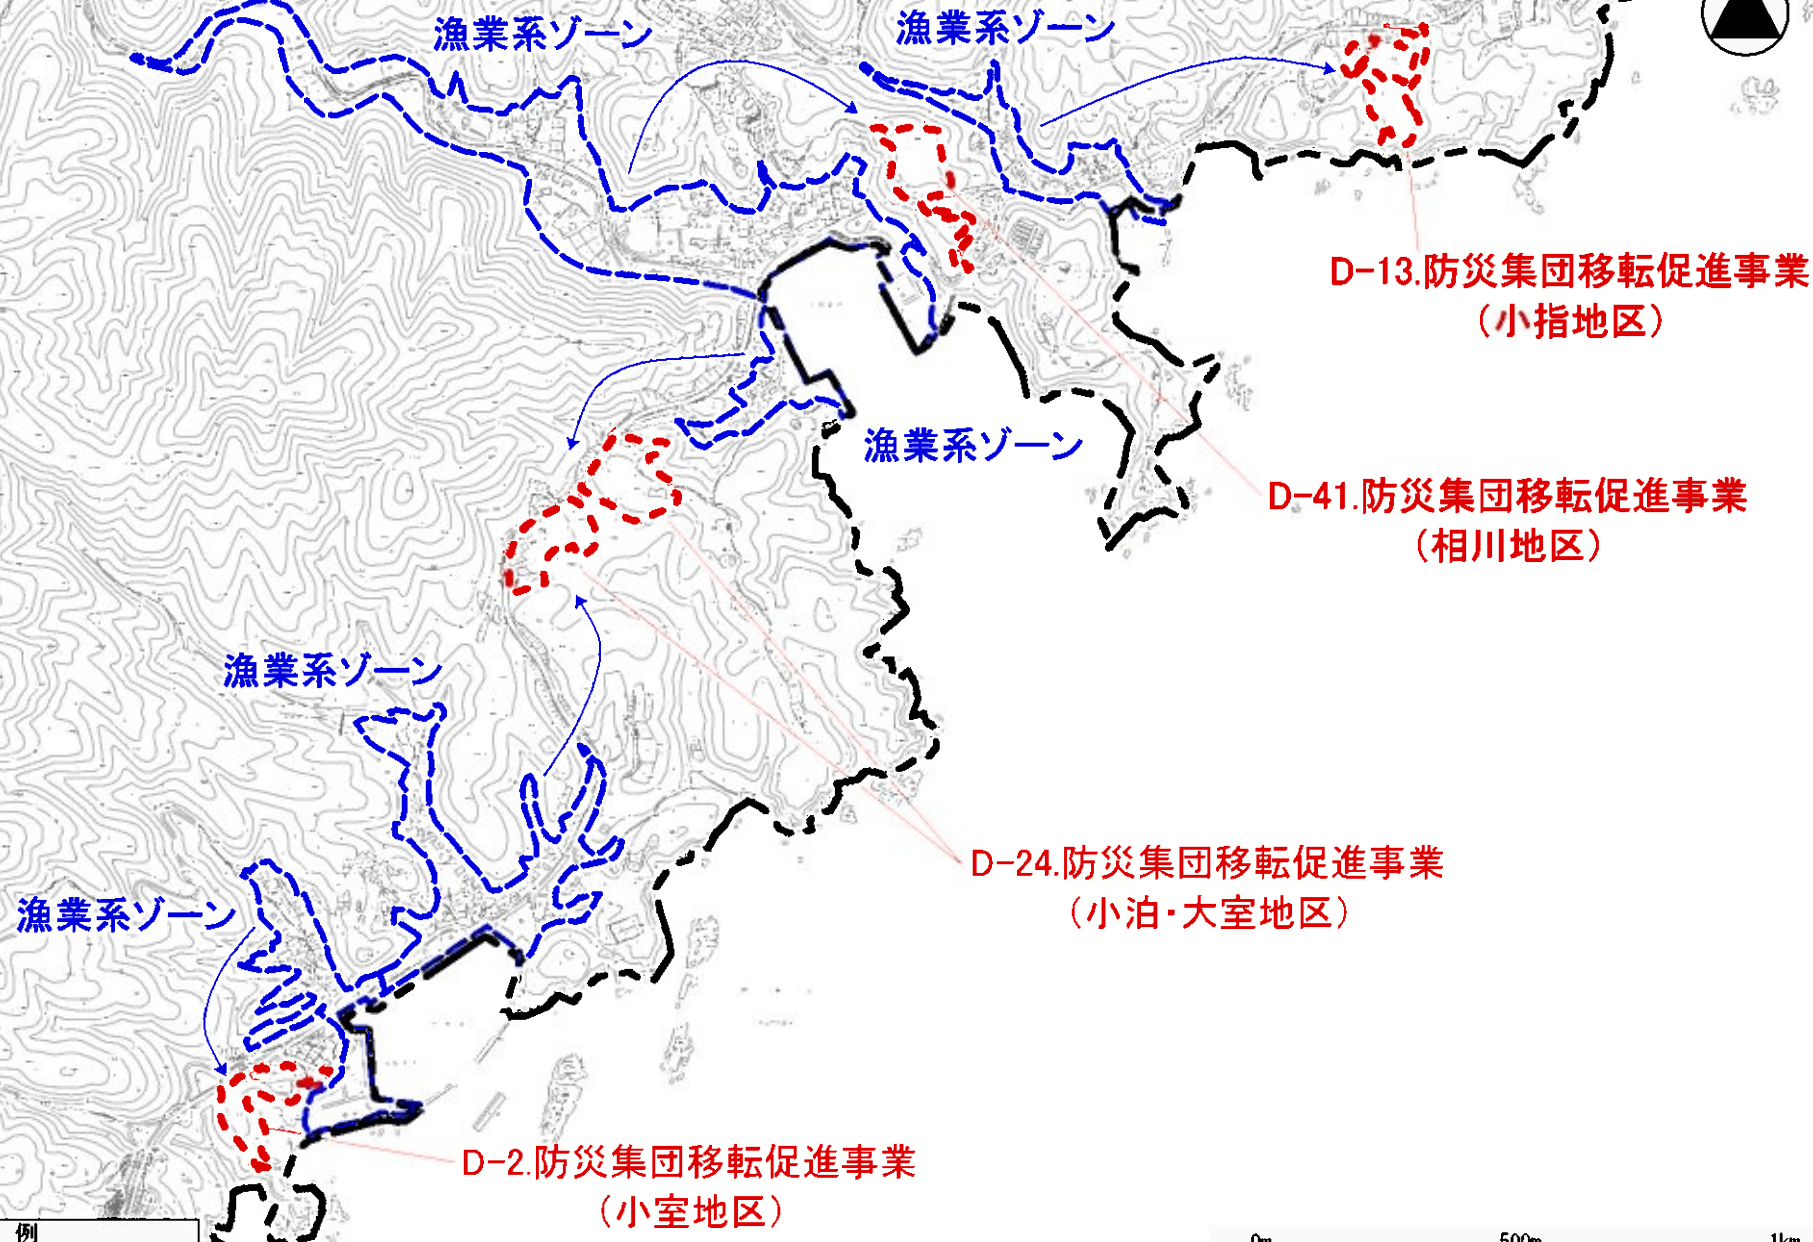 漁業系ゾーン
漁業系ゾーン
D-13.防災集団移転促進事業
（小指地区）
漁業系ゾーン
D-41.防災集団移転促進事業
（相川地区）
漁業系ゾーン
D-24.防災集団移転促進事業
（小泊・大室地区）
漁業系ゾーン
D-2.防災集団移転促進事業
（小室地区）
例
0m 500m 1km